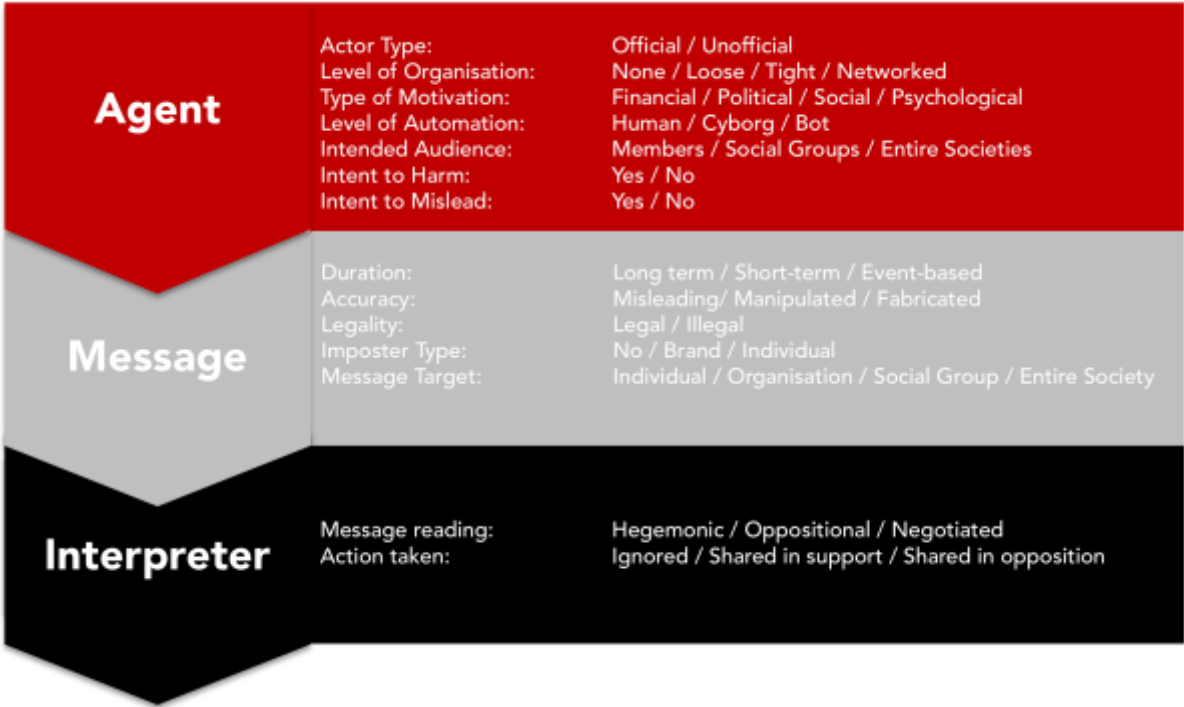 Agent
Actor Type: Official / Unofficial
Level of Organisation: None / Loose / Tight / Networked
Type of Motivation: Financial / Political / Social / Psychological
Level of Automation: Human / Cyborg / Bot
Intended Audience: Members / Social Groups / Entire Societies
Intent to Harm: Yes / No
Intent to Mislead: Yes / No
Message
Duration: Long term / Short-term / Event-based
Accuracy: Misleading/ Manipulated / Fabricated
Legality: Legal / Illegal
Imposter Type: No / Brand / Individual
Message Target: Individual / Organisation / Social Group / Entire Society
Interpreter
Message reading: Hegemonic / Oppositional / Negotiated
Action taken: Ignored / Shared in support / Shared in opposition